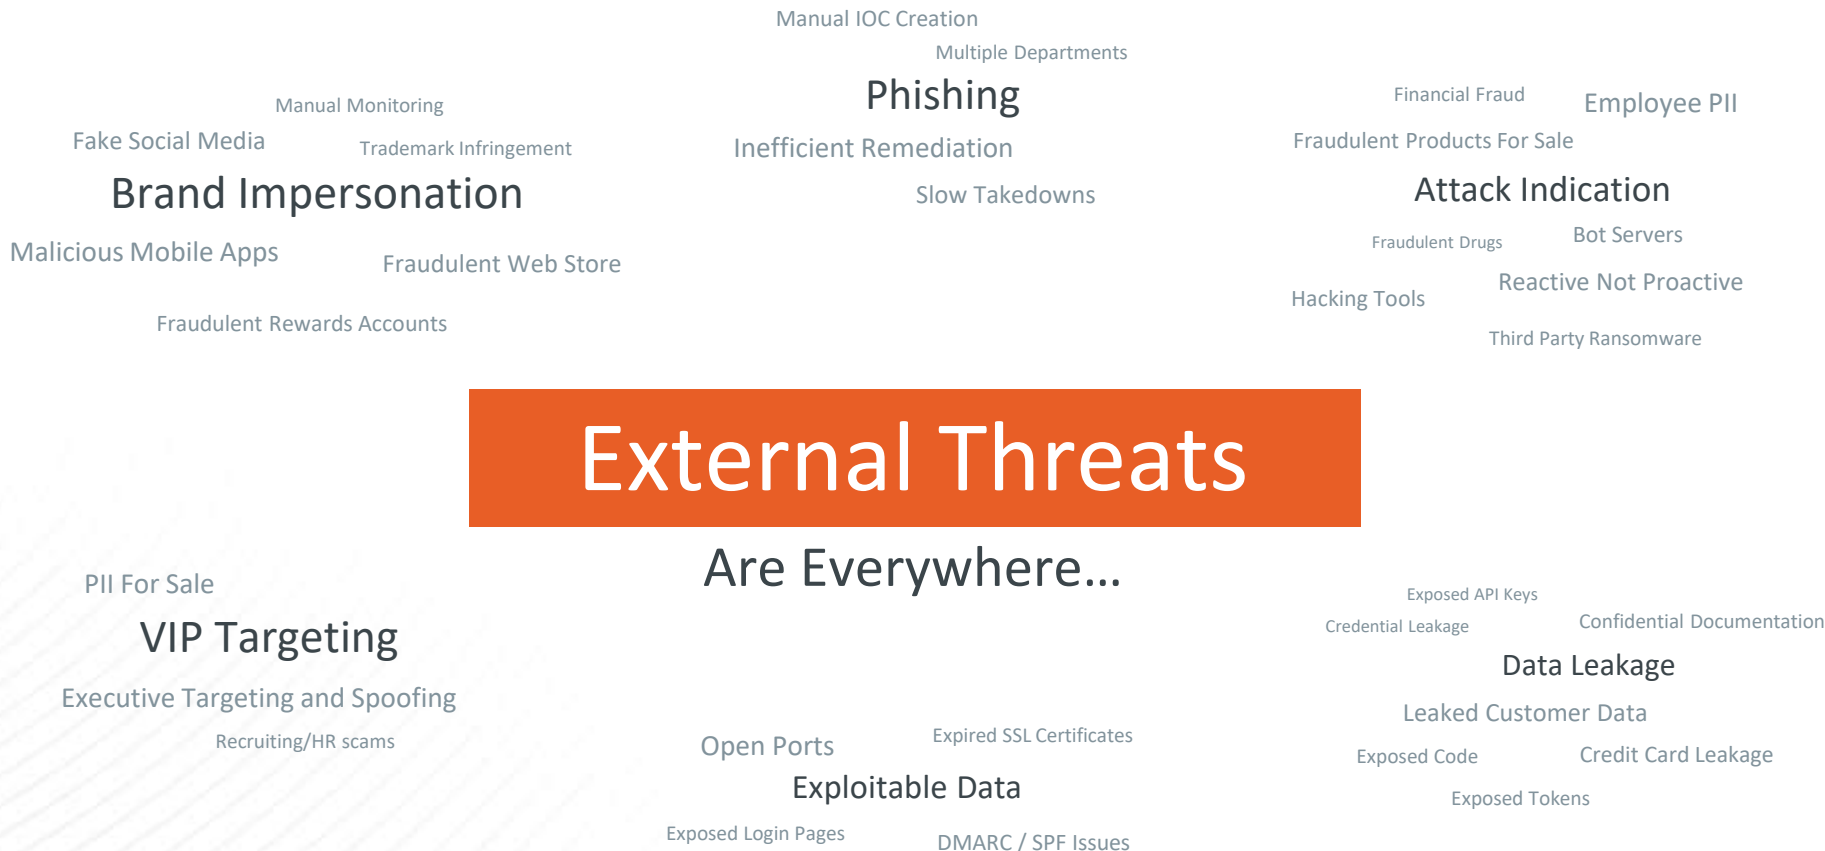 Manual IOC Creation
Multiple Departments
Phishing
Inefficient Remediation
Slow Takedowns
Manual Monitoring
Fake Social Media
Trademark Infringement
Brand Impersonation
Malicious Mobile Apps
Fraudulent Web Store
Fraudulent Rewards Accounts
Financial Fraud
Employee PII
Fraudulent Products For Sale
Attack Indication
Fraudulent Drugs
Bot Servers
Reactive Not Proactive
Hacking Tools
Third Party Ransomware
External Threats
Are Everywhere...
PII For Sale
VIP Targeting
Executive Targeting and Spoofing
Recruiting/HR scams
Open Ports
Expired SSL Certificates
Exploitable Data
Exposed Login Pages
DMARC / SPF Issues
Exposed API Keys
Credential Leakage
Confidential Documentation
Data Leakage
Leaked Customer Data
Exposed Code
Credit Card Leakage
Exposed Tokens